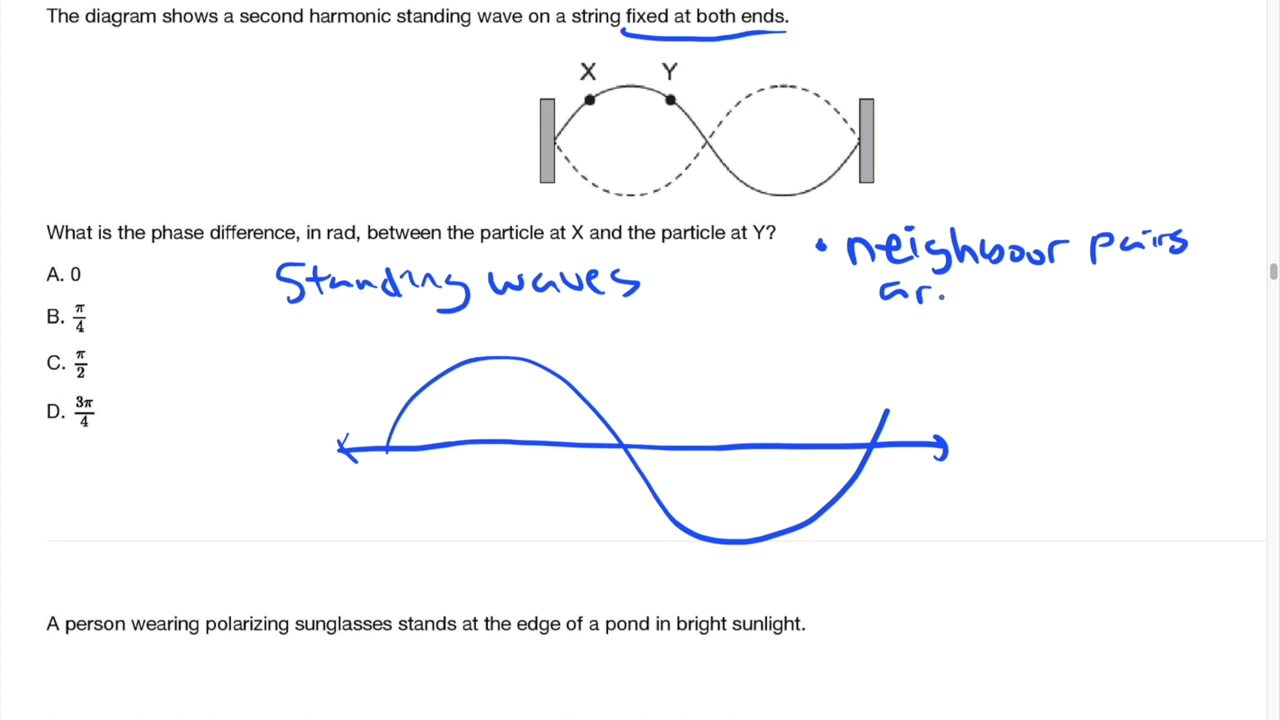 The diagram shows a second harmonic standing wave on a string fixed at both ends.
X Y
What is the phase difference, in rad, between the particle at X and the particle at Y?
• neighbour pairs
A. 0
Standing waves
ar.
B. π/4
C. π/2
D. 3π/4
A person wearing polarizing sunglasses stands at the edge of a pond in bright sunlight.